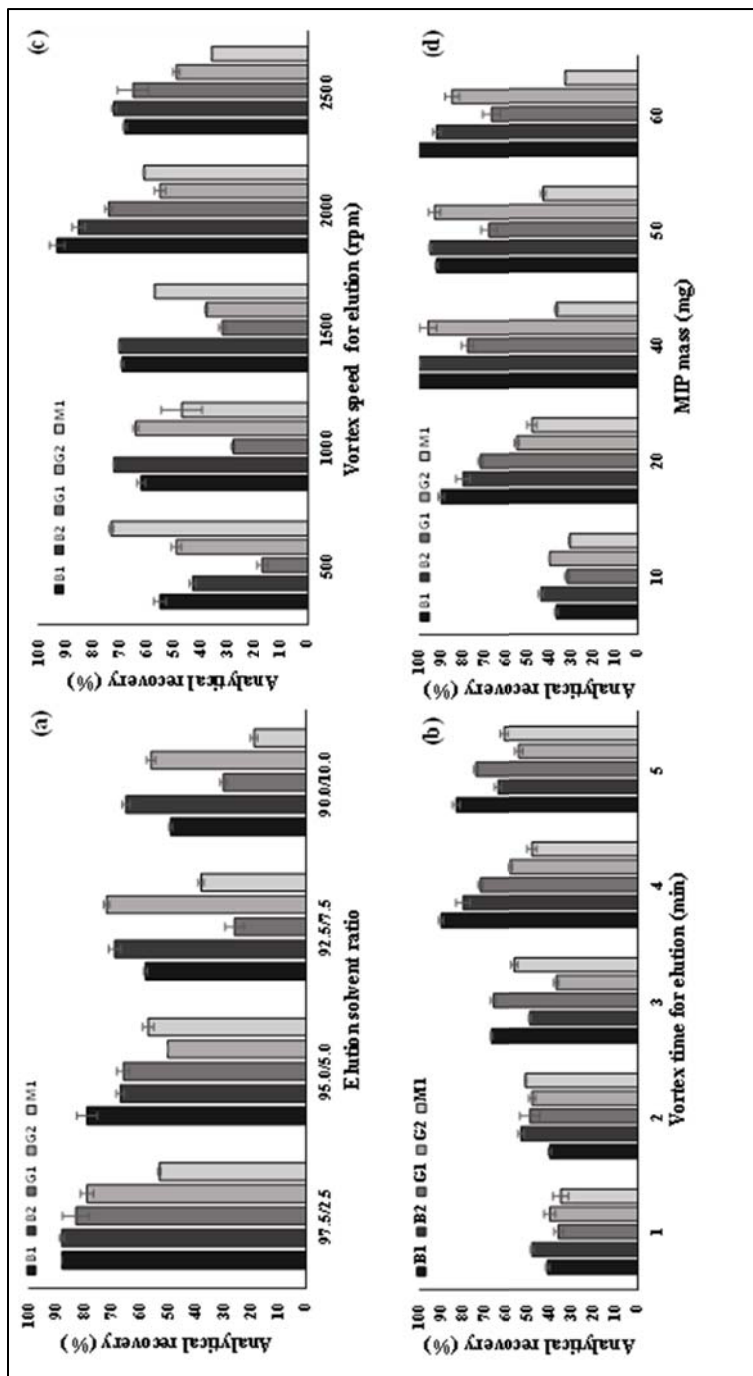 (a)
Analytical recovery (%)
100
90
80
70
60
50
40
30
20
10
0
B1 B2 G1 G2 M1
97.5/2.5 95.0/5.0 92.5/7.5 90.0/10.0
Elution solvent ratio
(c)
Analytical recovery (%)
100
90
80
70
60
50
40
30
20
10
0
B1 B2 G1 G2 M1
500 1000 1500 2000 2500
Vortex speed for elution (rpm)
(b)
Analytical recovery (%)
100
90
80
70
60
50
40
30
20
10
0
B1 B2 G1 G2 M1
1 2 3 4 5
Vortex time for elution (min)
(d)
Analytical recovery (%)
100
90
80
70
60
50
40
30
20
10
0
B1 B2 G1 G2 M1
10 20 40 50 60
MIP mass (mg)